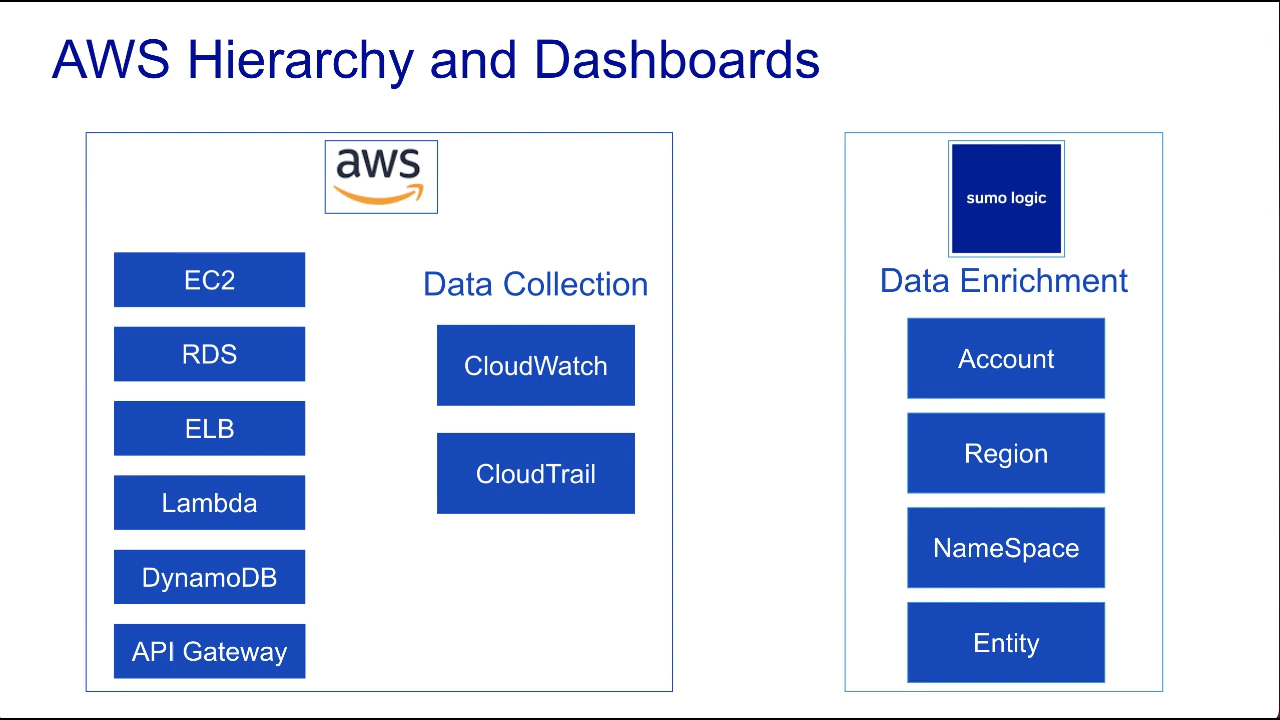 AWS Hierarchy and Dashboards
aws
EC2
RDS
ELB
Lambda
DynamoDB
API Gateway
Data Collection
CloudWatch
CloudTrail
sumo logic
Data Enrichment
Account
Region
NameSpace
Entity